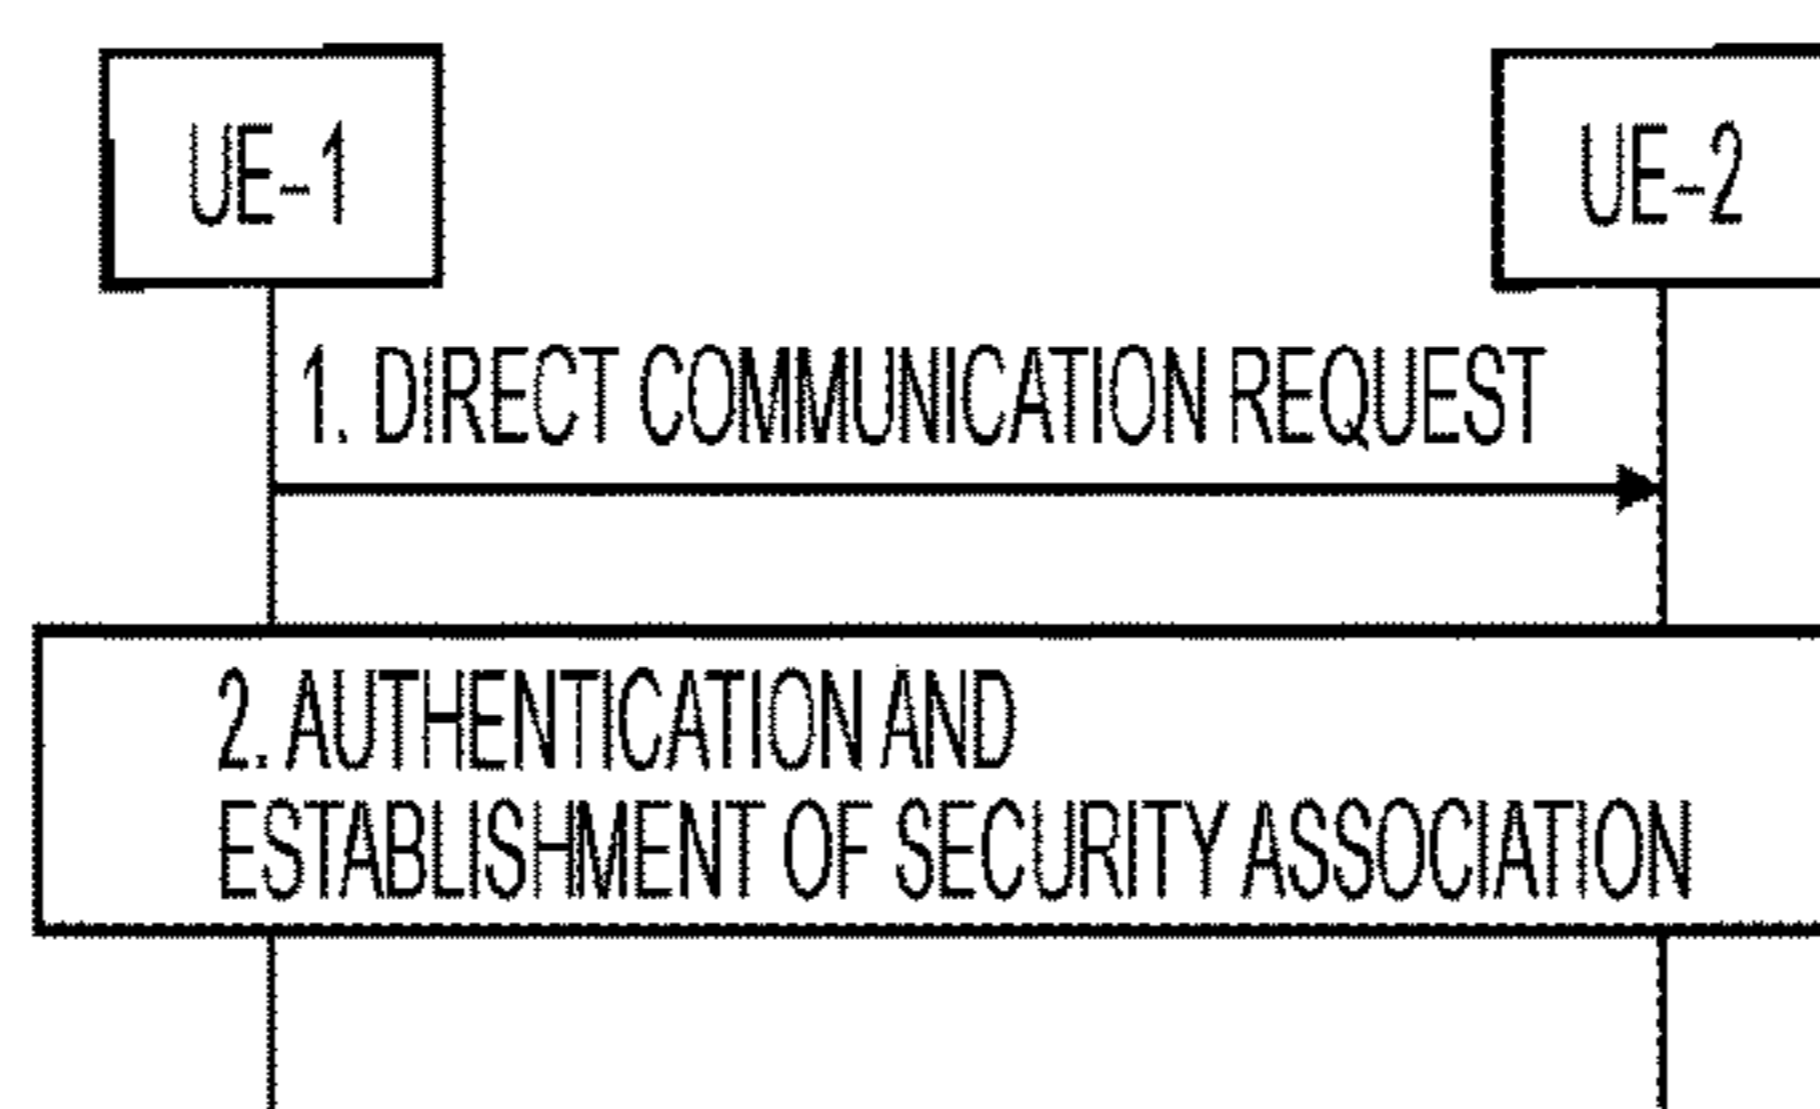 UE-1
UE-2
1. DIRECT COMMUNICATION REQUEST
2. AUTHENTICATION AND
ESTABLISHMENT OF SECURITY ASSOCIATION